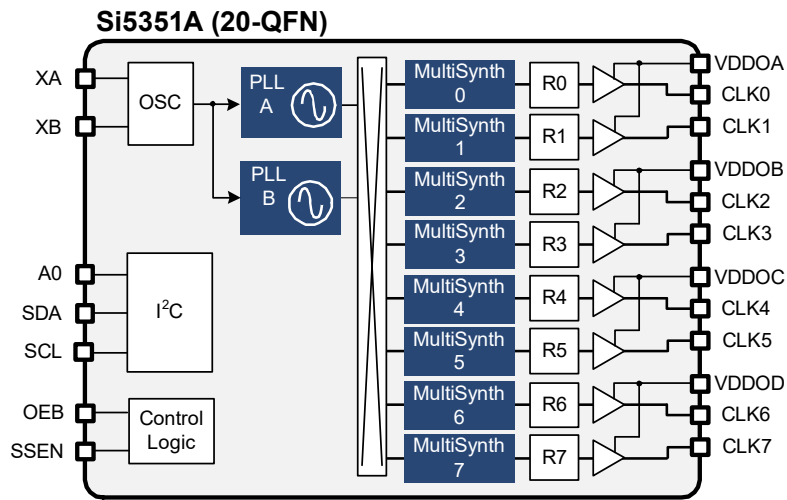 Si5351A (20-QFN)
XA
XB
OSC
PLL
A
PLL
B
A0
SDA
SCL
I²C
OEB
SSEN
Control
Logic
MultiSynth
0
R0
MultiSynth
1
R1
MultiSynth
2
R2
MultiSynth
3
R3
MultiSynth
4
R4
MultiSynth
5
R5
MultiSynth
6
R6
MultiSynth
7
R7
VDDOA
CLK0
CLK1
VDDOB
CLK2
CLK3
VDDOC
CLK4
CLK5
VDDOD
CLK6
CLK7